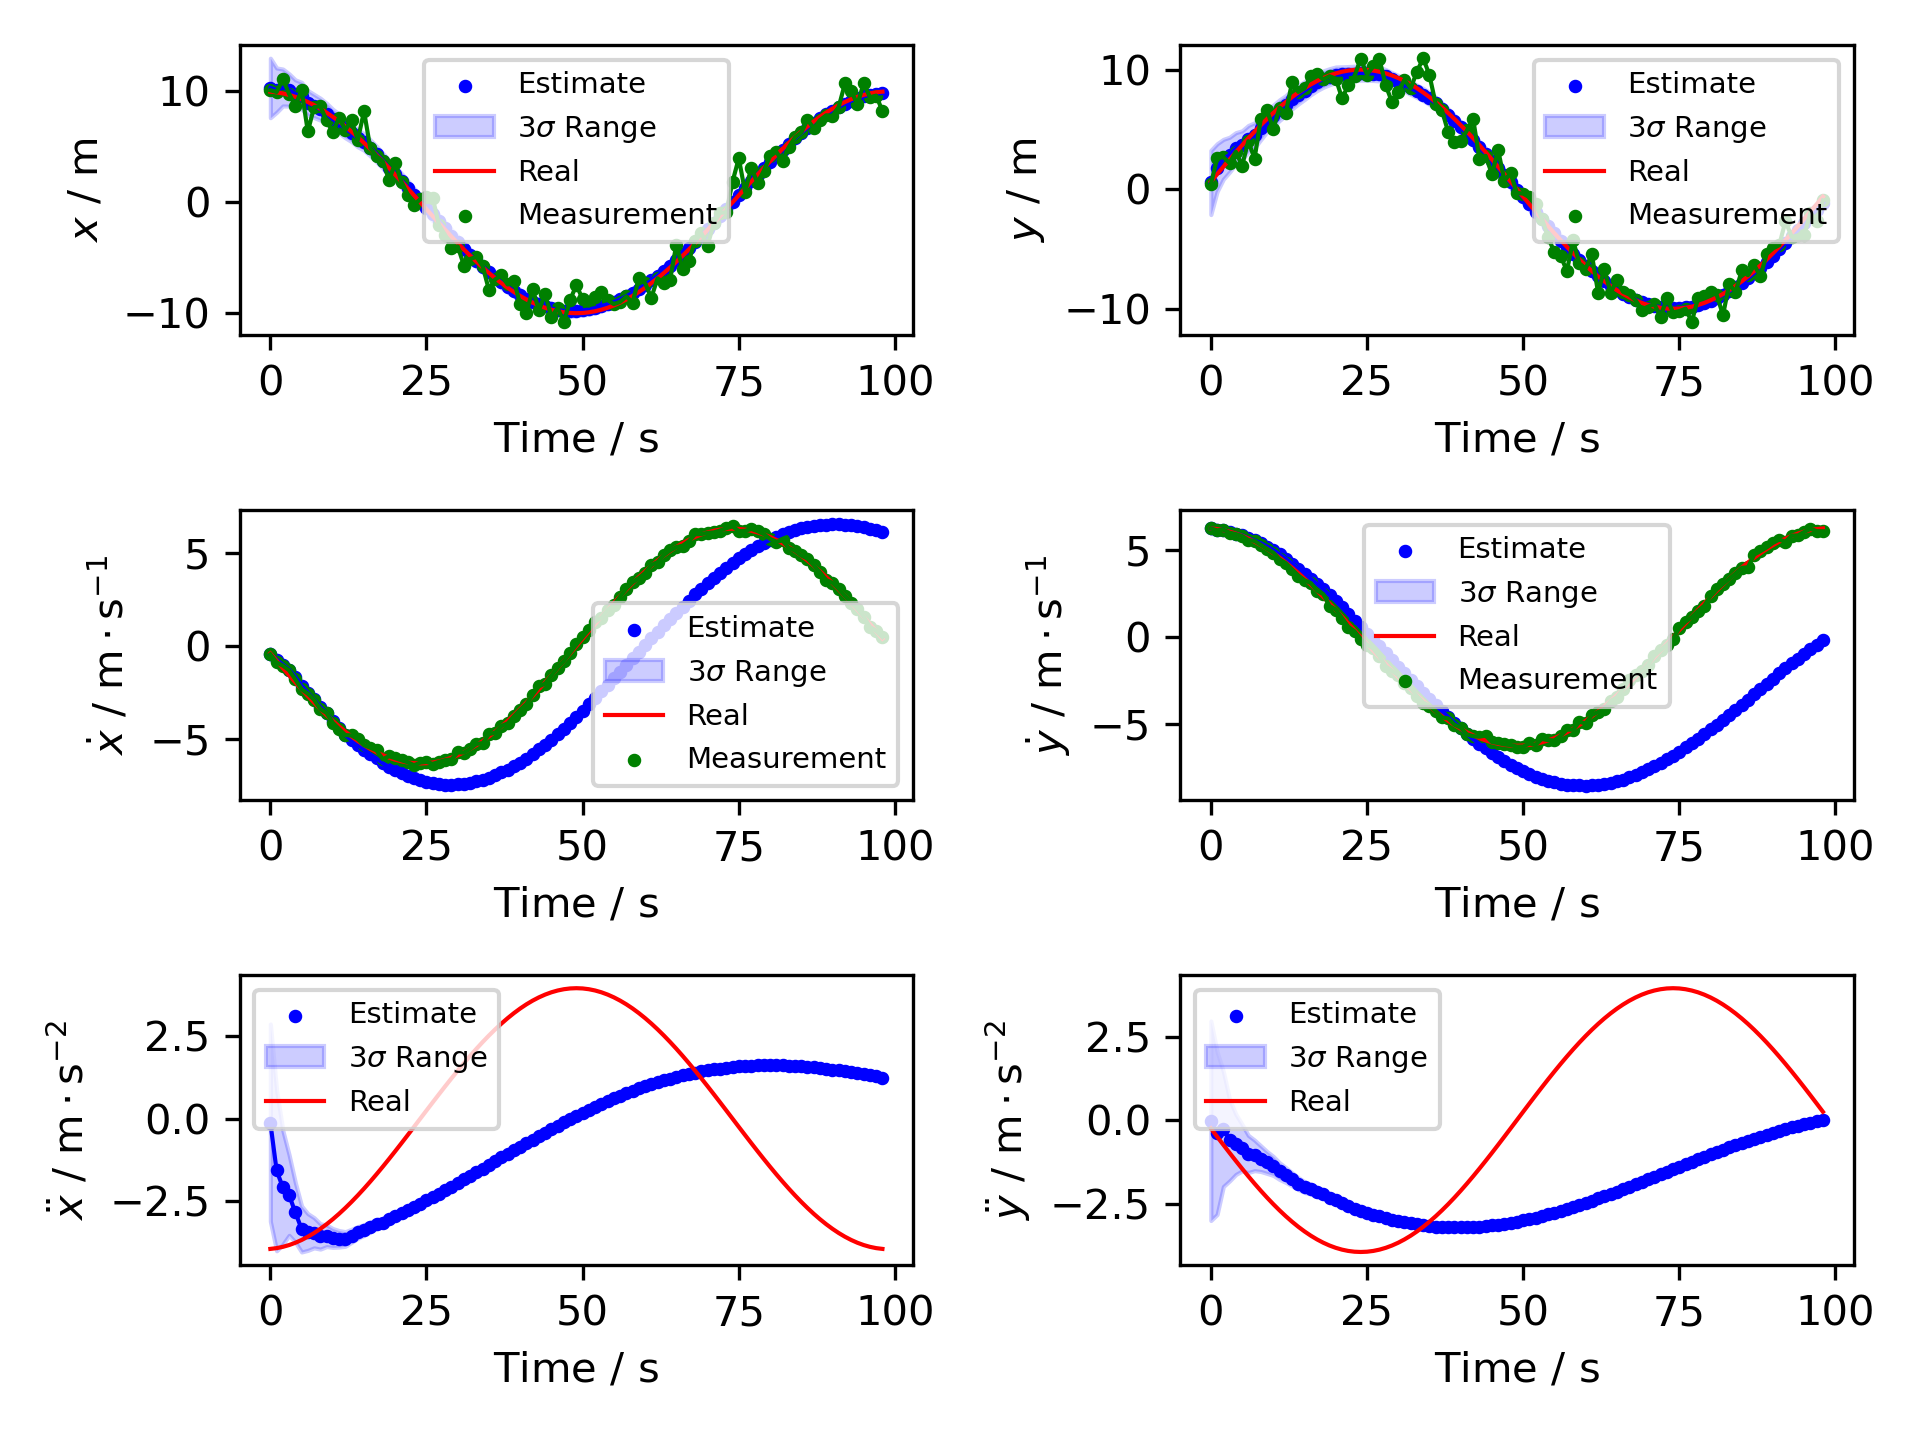 10
0
−10
x / m
Estimate
3σ Range
Real
Measurement
0 25 50 75 100
Time / s
10
0
−10
y / m
Estimate
3σ Range
Real
Measurement
0 25 50 75 100
Time / s
5
0
−5
ẋ / m · s⁻¹
Estimate
3σ Range
Real
Measurement
0 25 50 75 100
Time / s
5
0
−5
ẏ / m · s⁻¹
Estimate
3σ Range
Real
Measurement
0 25 50 75 100
Time / s
2.5
0.0
−2.5
ẍ / m · s⁻²
Estimate
3σ Range
Real
0 25 50 75 100
Time / s
2.5
0.0
−2.5
ÿ / m · s⁻²
Estimate
3σ Range
Real
0 25 50 75 100
Time / s